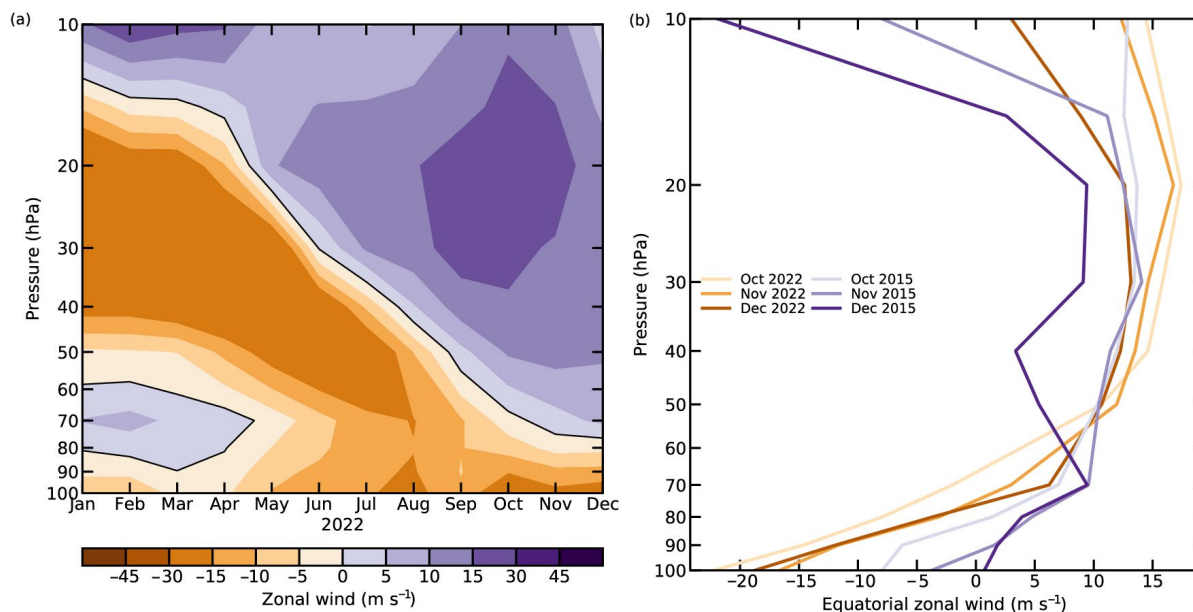 (a)
10
20
30
40
50
60
70
80
90
100
Pressure (hPa)
Jan Feb Mar Apr May Jun Jul Aug Sep Oct Nov Dec
2022
−45 −30 −15 −10 −5 0 5 10 15 30 45
Zonal wind (m s⁻¹)
(b)
10
20
30
40
50
60
70
80
90
100
Pressure (hPa)
Oct 2022 Oct 2015
Nov 2022 Nov 2015
Dec 2022 Dec 2015
−20 −15 −10 −5 0 5 10 15
Equatorial zonal wind (m s⁻¹)